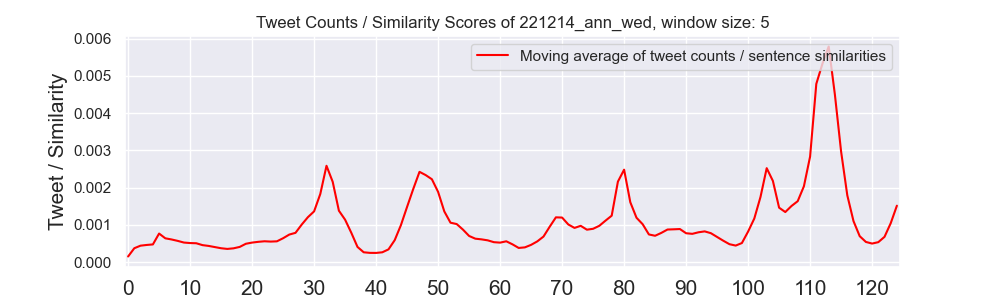 Tweet Counts / Similarity Scores of 221214_ann_wed, window size: 5
Moving average of tweet counts / sentence similarities
Tweet / Similarity
0.006
0.005
0.004
0.003
0.002
0.001
0.000
0 10 20 30 40 50 60 70 80 90 100 110 120